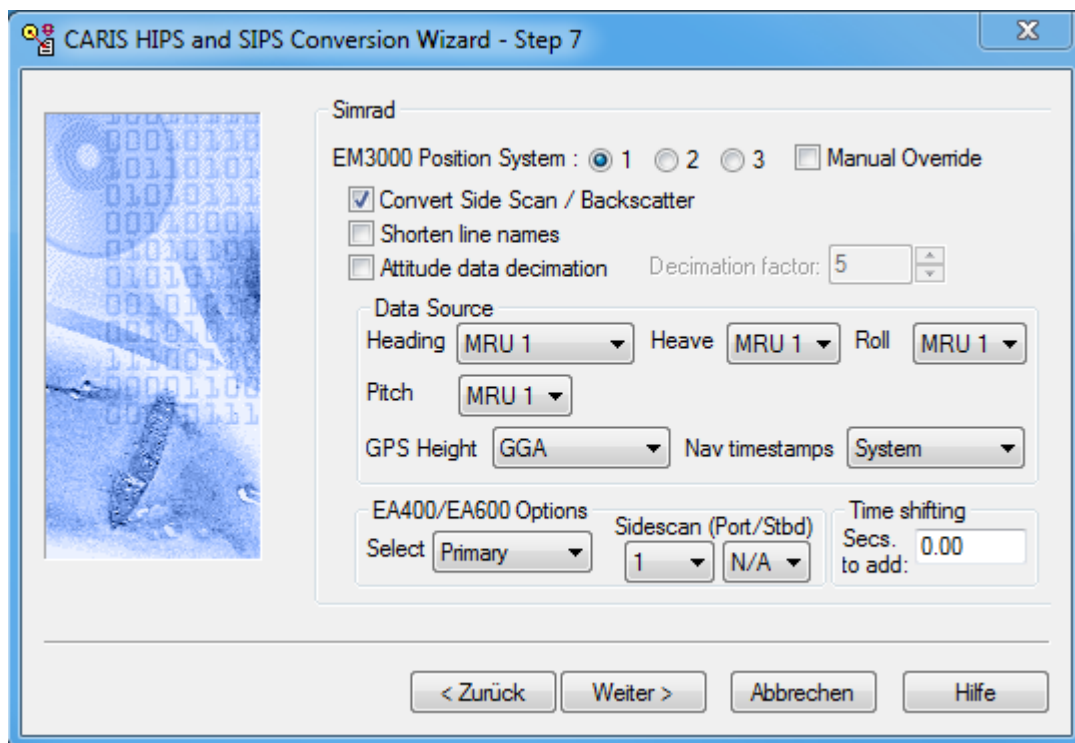 CARIS HIPS and SIPS Conversion Wizard - Step 7
Simrad
EM3000 Position System : 1 2 3 Manual Override
Convert Side Scan / Backscatter
Shorten line names
Attitude data decimation Decimation factor: 5
Data Source
Heading MRU 1 Heave MRU 1 Roll MRU 1
Pitch MRU 1
GPS Height GGA Nav timestamps System
EA400/EA600 Options
Select Primary
Sidescan (Port/Stbd)
1 N/A
Time shifting
Secs. to add: 0.00
< Zurück Weiter > Abbrechen Hilfe